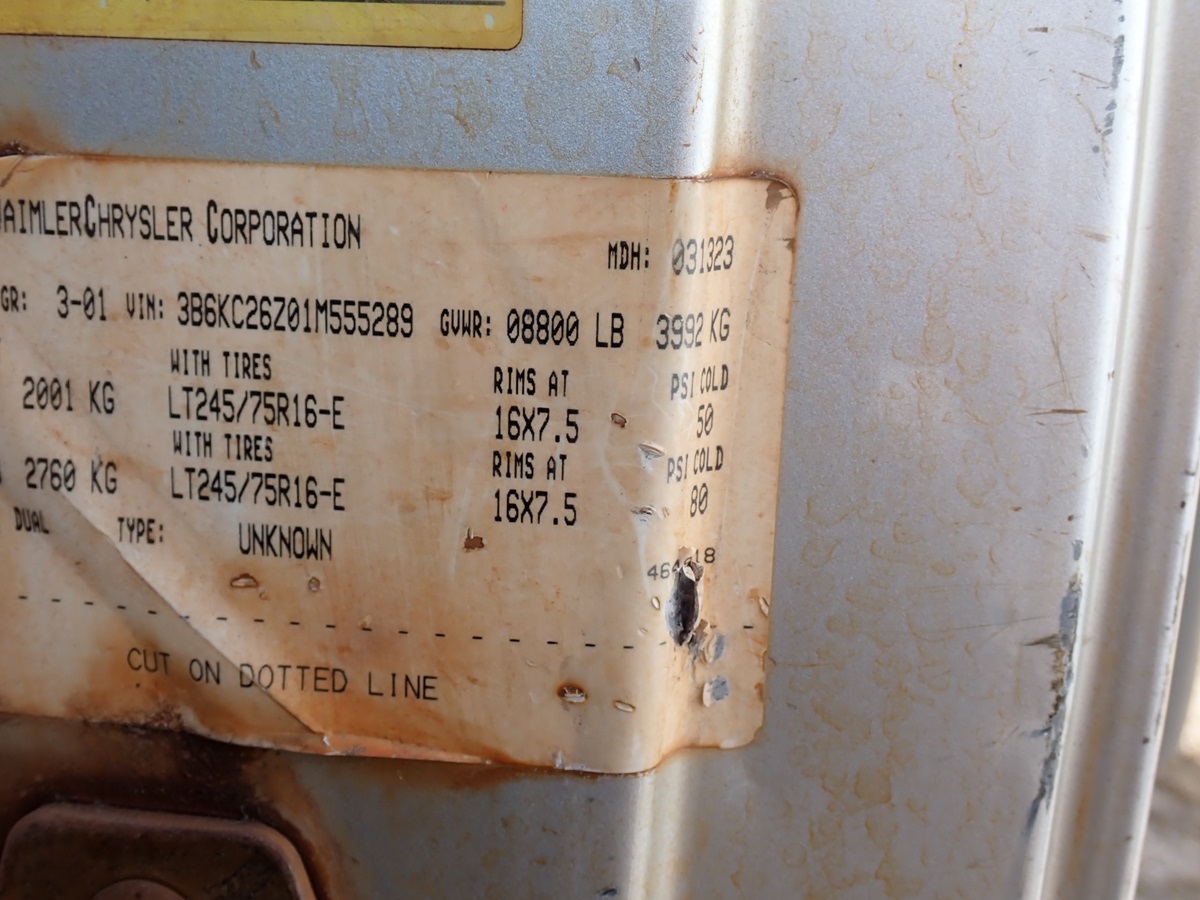 DAIMLERCHRYSLER CORPORATION
MDH: 031323
GR: 3-01 VIN: 3B6KC26Z01M555289 GVWR: 08800 LB 3992 KG
WITH TIRES RIMS AT PSI COLD
2001 KG LT245/75R16-E 16X7.5 50
WITH TIRES RIMS AT PSI COLD
2760 KG LT245/75R16-E 16X7.5 80
DUAL TYPE: UNKNOWN
CUT ON DOTTED LINE